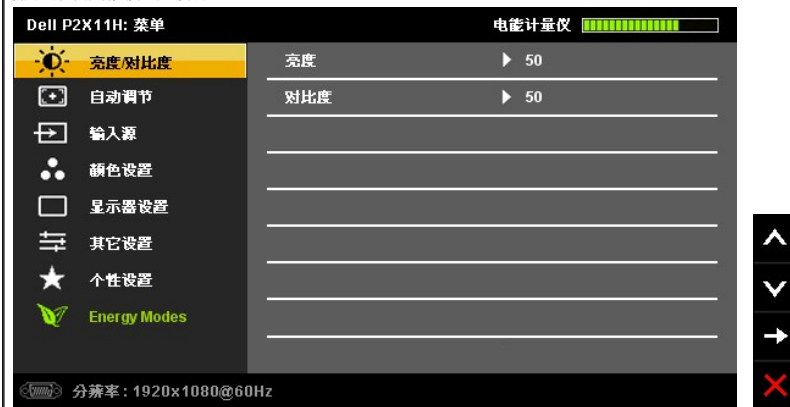 Dell P2X11H: 菜单 电能计量仪
亮度/对比度 亮度 50
自动调节 对比度 50
输入源
颜色设置
显示器设置
其它设置
个性设置
Energy Modes
分辨率: 1920x1080@60Hz